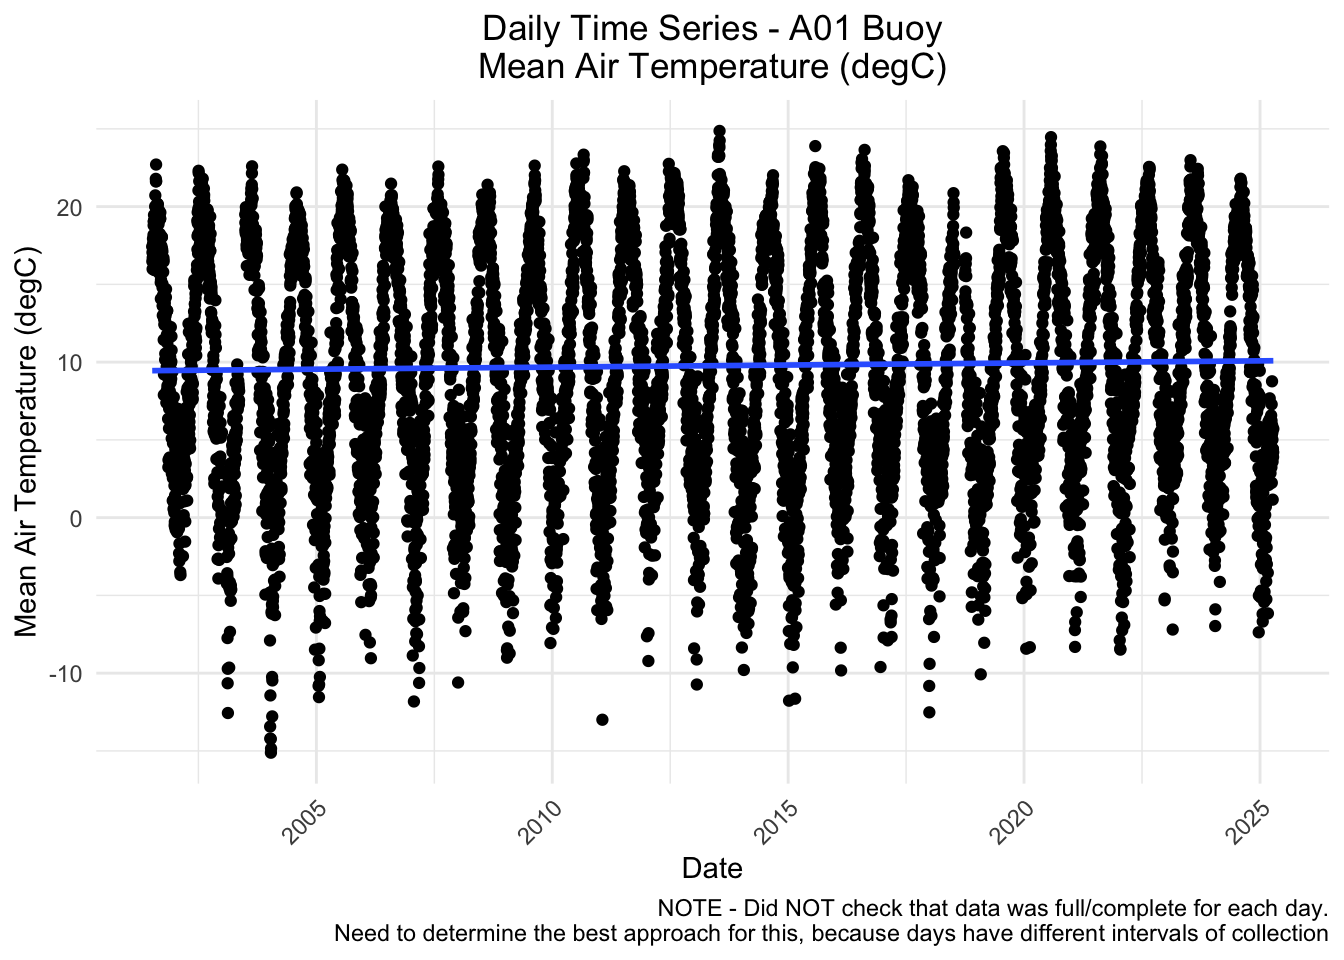 Daily Time Series - A01 Buoy
Mean Air Temperature (degC)
Mean Air Temperature (degC)
20
10
0
-10
2005
2010
2015
2020
2025
Date
NOTE - Did NOT check that data was full/complete for each day.
Need to determine the best approach for this, because days have different intervals of collection